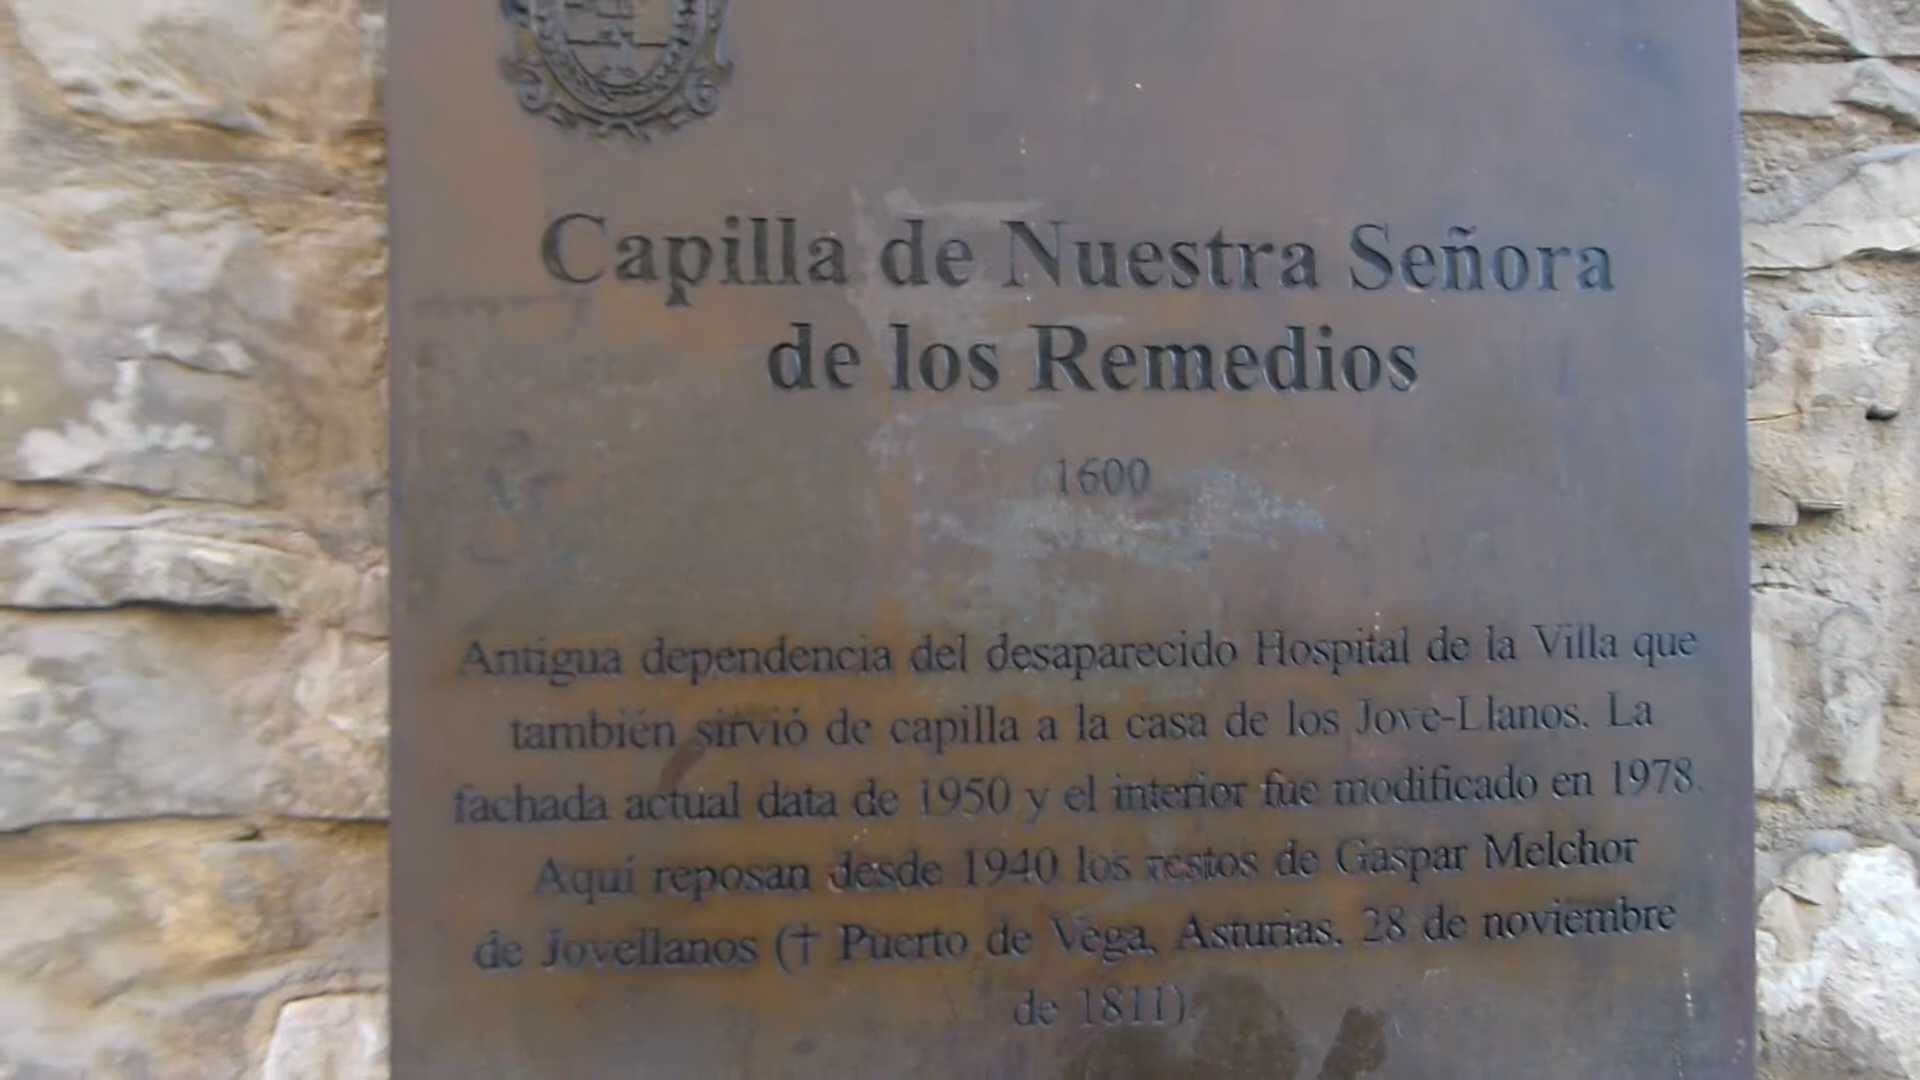 Capilla de Nuestra Señora
de los Remedios
1600
Antigua dependencia del desaparecido Hospital de la Villa que
también sirvió de capilla a la casa de los Jove-Llanos. La
fachada actual data de 1950 y el interior fue modificado en 1978.
Aquí reposan desde 1940 los restos de Gaspar Melchor
de Jovellanos († Puerto de Vega, Asturias, 28 de noviembre
de 1811)